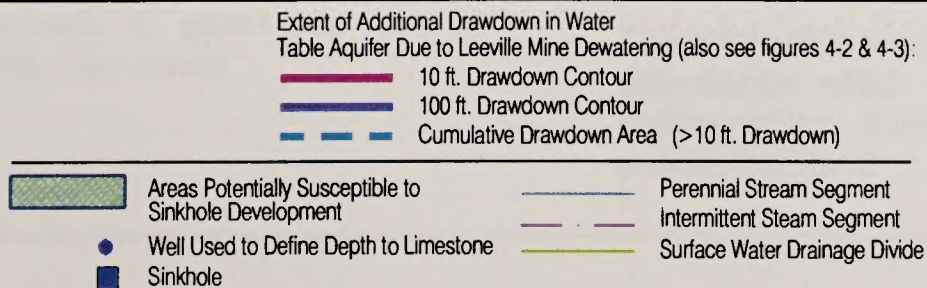 Extent of Additional Drawdown in Water
Table Aquifer Due to Leeville Mine Dewatering (also see figures 4-2 & 4-3):
10 ft. Drawdown Contour
100 ft. Drawdown Contour
Cumulative Drawdown Area (>10 ft. Drawdown)
Areas Potentially Susceptible to
Sinkhole Development
Well Used to Define Depth to Limestone
Sinkhole
Perennial Stream Segment
Intermittent Steam Segment
Surface Water Drainage Divide